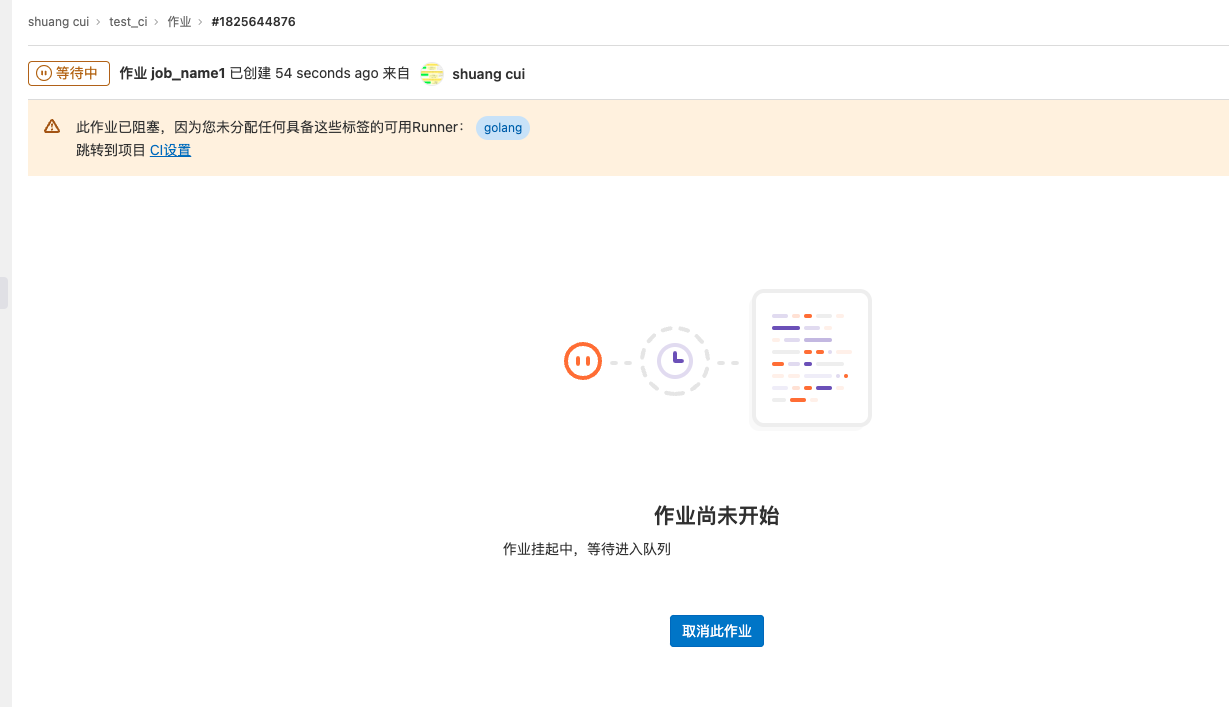 shuang cui › test_ci › 作业 › #1825644876
等待中 作业 job_name1 已创建 54 seconds ago 来自 shuang cui
此作业已阻塞，因为您未分配任何具备这些标签的可用Runner： golang
跳转到项目 CI设置
作业尚未开始
作业挂起中，等待进入队列
取消此作业